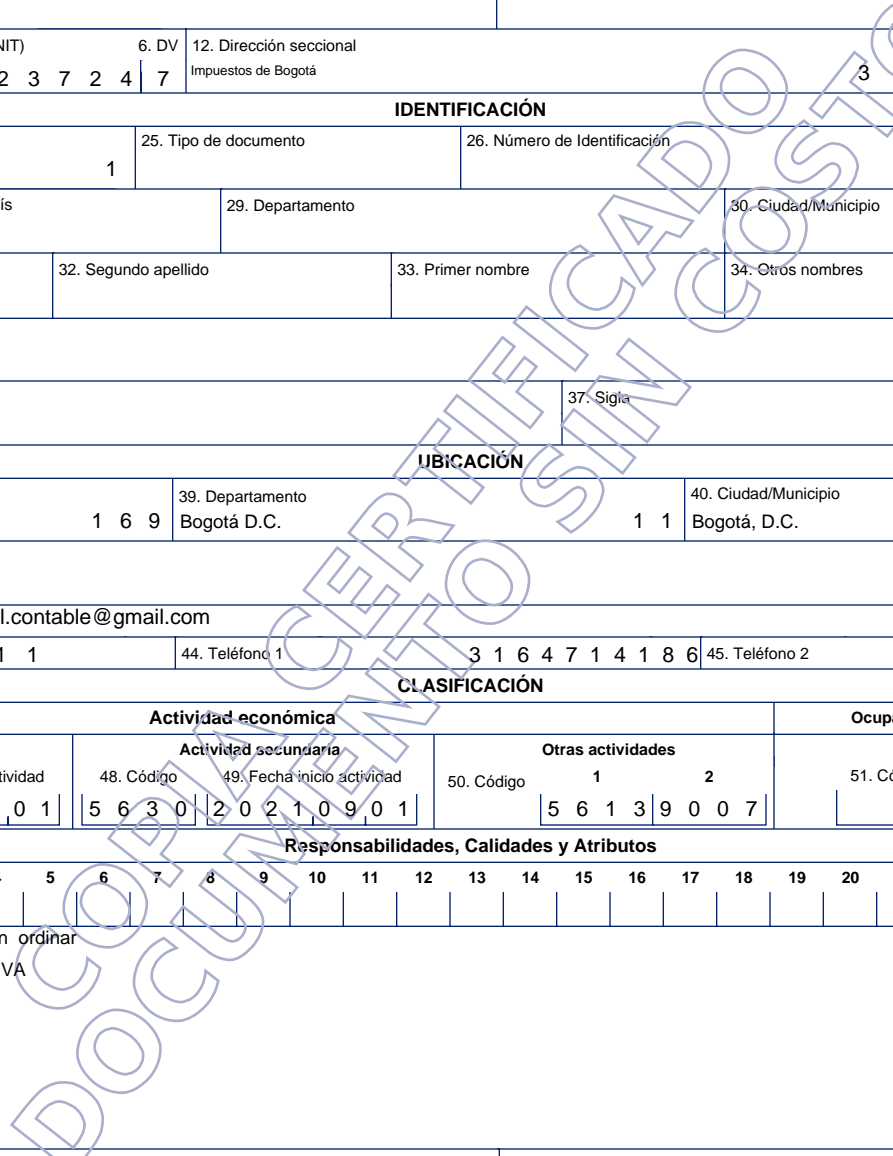 NIT) 6. DV 12. Dirección seccional
2 3 7 2 4 7 Impuestos de Bogotá 3
IDENTIFICACIÓN
25. Tipo de documento 26. Número de Identificación
1
ís 29. Departamento 30. Ciudad/Municipio
32. Segundo apellido 33. Primer nombre 34. Otros nombres
37. Sigla
UBICACIÓN
39. Departamento 40. Ciudad/Municipio
1 6 9 Bogotá D.C. 1 1 Bogotá, D.C.
l.contable@gmail.com
1 1 44. Teléfono 1 3 1 6 4 7 1 4 1 8 6 45. Teléfono 2
CLASIFICACIÓN
Actividad económica Ocupa
Actividad secundaria Otras actividades
tividad 48. Código 49. Fecha inicio actividad 50. Código 1 2 51. Có
0 1 5 6 3 0 2 0 2 1 0 9 0 1 5 6 1 3 9 0 0 7
Responsabilidades, Calidades y Atributos
5 6 7 8 9 10 11 12 13 14 15 16 17 18 19 20
n ordinar
VA
COPIA CERTIFICADO
DOCUMENTO SIN COSTO